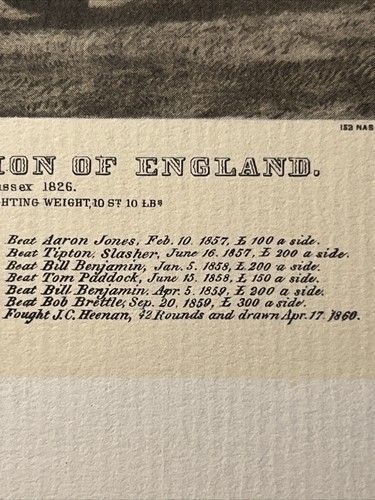 152 NAS
ION OF ENGLAND.
ussex 1826.
GHTING WEIGHT, 10 ST 10 LBS
Beat Aaron Jones, Feb. 10. 1857, £ 100 a side.
Beat Tipton, Slasher, June 16. 1857, £ 200 a side.
Beat Bill Benjamin, Jan. 5. 1858, £ 200 a side.
Beat Tom Paddock, June 15. 1858, £ 150 a side.
Beat Bill Benjamin, Apr. 5. 1859, £ 200 a side.
Beat Bob Brettle, Sep. 20. 1859, £ 300 a side.
Fought J.C. Heenan, 42 Rounds and drawn Apr. 17. 1860.